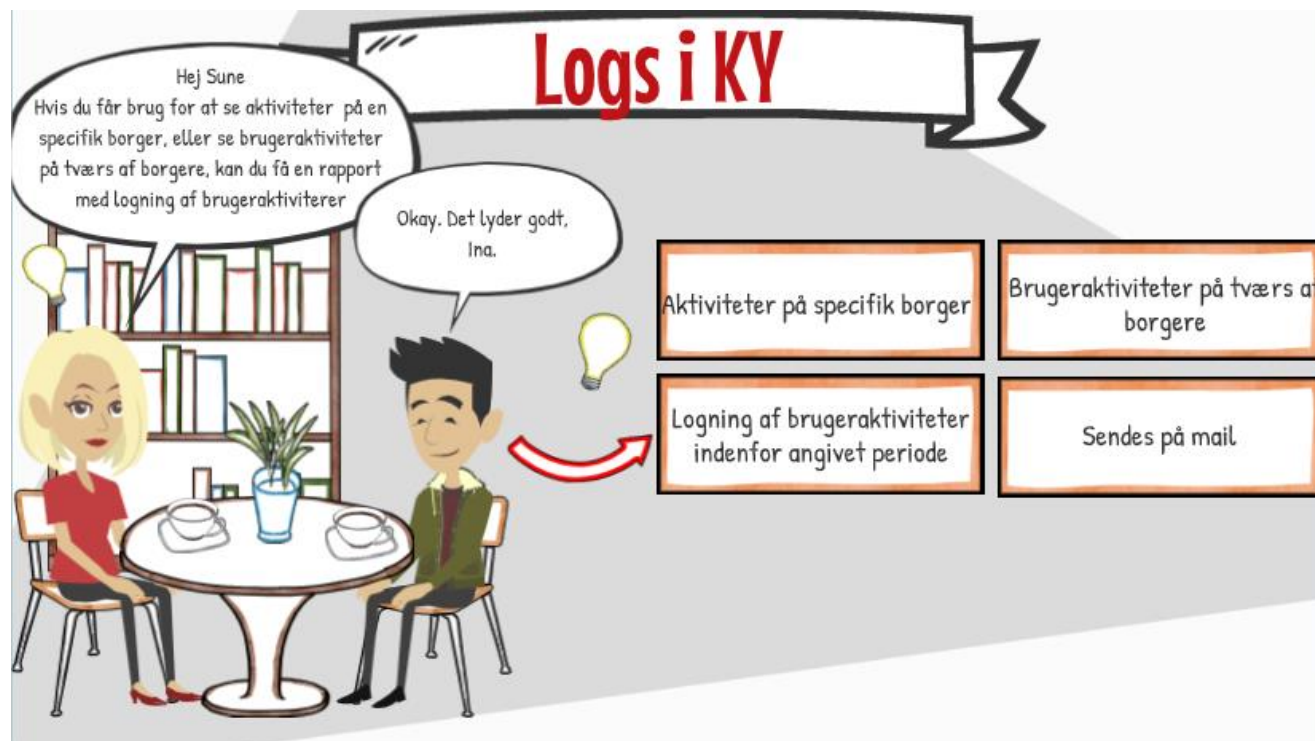 Logs i KY
Hej Sune
Hvis du får brug for at se aktiviteter på en
specifik borger, eller se brugeraktiviteter
på tværs af borgere, kan du få en rapport
med logning af brugeraktiviterer
Okay. Det lyder godt,
Ina.
Aktiviteter på specifik borger
Brugeraktiviteter på tværs af
borgere
Logning af brugeraktiviteter
indenfor angivet periode
Sendes på mail